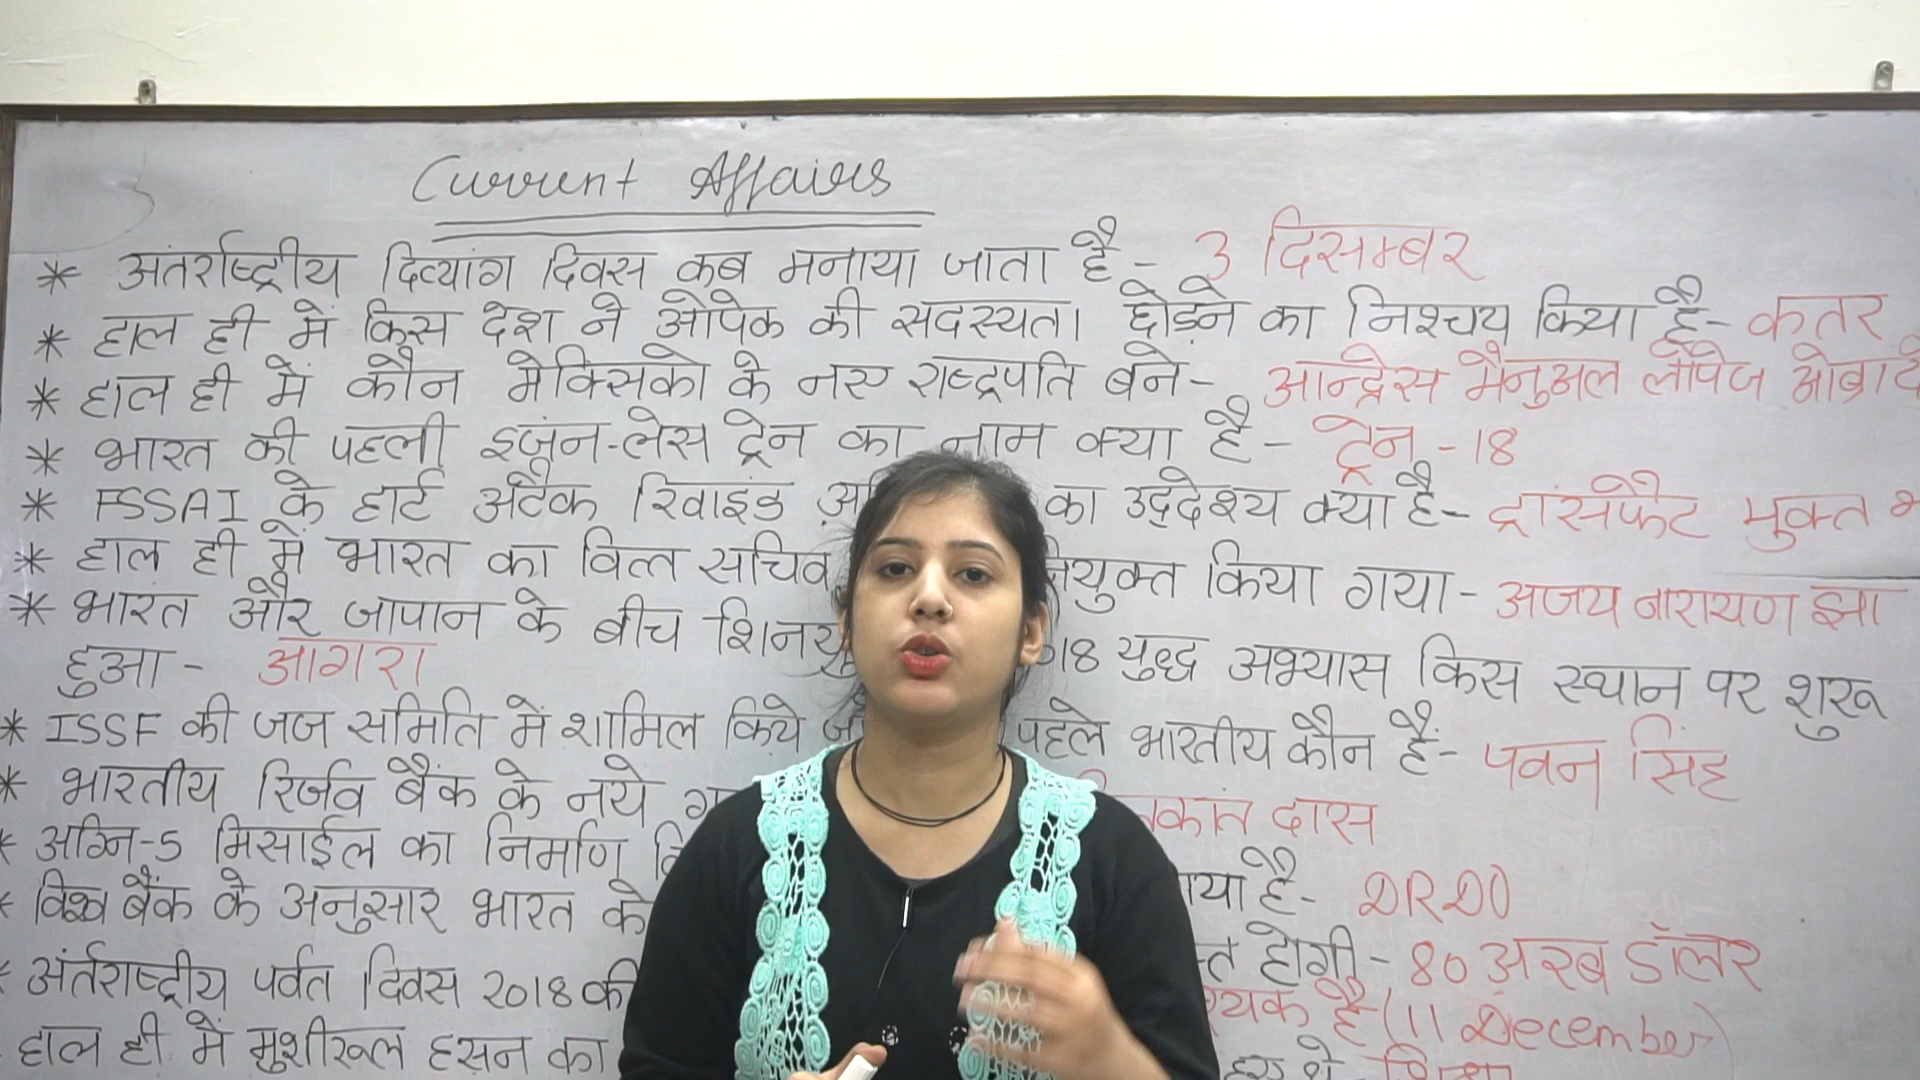 Current Affairs
* अंतर्राष्ट्रीय दिव्यांग दिवस कब मनाया जाता है - 3 दिसम्बर
* हाल ही में किस देश ने ओपेक की सदस्यता छोड़ने का निश्चय किया है - कतर
* हाल ही में कौन मेक्सिको के नए राष्ट्रपति बने - आन्द्रेस मैनुअल लोपेज
* भारत की पहली इंजन-लेस ट्रेन का नाम क्या है - ट्रेन - 18
* FSSAI के हार्ट अटैक रिवाइंड का उद्देश्य क्या है - ट्रांसफैट मुक्त
* हाल ही में भारत का वित्त सचिव नियुक्त किया गया - अजय नारायण झा
* भारत और जापान के बीच 018 युद्ध अभ्यास किस स्थान पर शुरू
हुआ - आगरा
* ISSF की जज समिति में शामिल किये पहले भारतीय कौन हैं - पवन सिंह
* भारतीय रिर्जव बैंक के नये कांत दास
* अग्नि-5 मिसाईल का निर्माण है - DRDO
* विश्व बैंक के अनुसार भारत के होगी - 80 अरब डॉलर
* अंर्तराष्ट्रीय पर्वत दिवस 2018 की है (11 December)
हाल ही में मुशीरूल हसन का